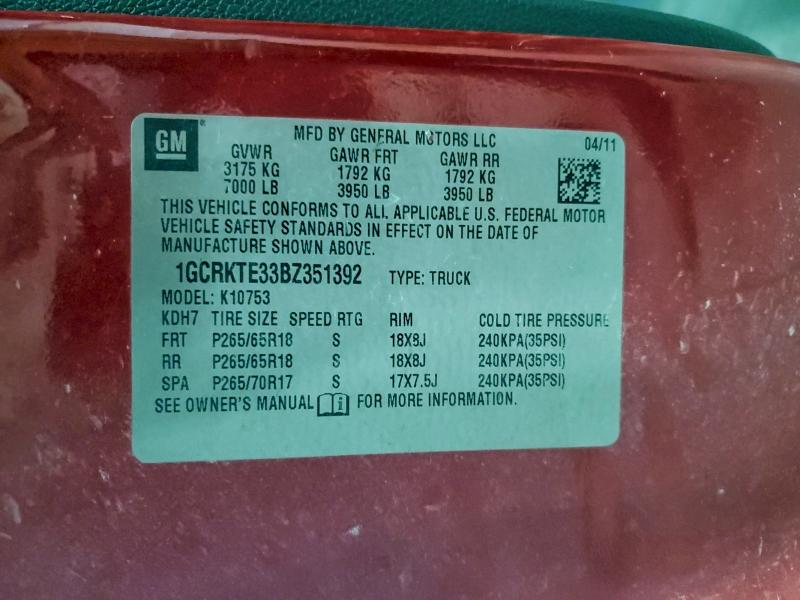 GM
MFD BY GENERAL MOTORS LLC 04/11
GVWR GAWR FRT GAWR RR
3175 KG 1792 KG 1792 KG
7000 LB 3950 LB 3950 LB
THIS VEHICLE CONFORMS TO ALL APPLICABLE U.S. FEDERAL MOTOR
VEHICLE SAFETY STANDARDS IN EFFECT ON THE DATE OF
MANUFACTURE SHOWN ABOVE.
1GCRKTE33BZ351392 TYPE: TRUCK
MODEL: K10753
KDH7 TIRE SIZE SPEED RTG RIM COLD TIRE PRESSURE
FRT P265/65R18 S 18X8J 240KPA(35PSI)
RR P265/65R18 S 18X8J 240KPA(35PSI)
SPA P265/70R17 S 17X7.5J 240KPA(35PSI)
SEE OWNER'S MANUAL FOR MORE INFORMATION.